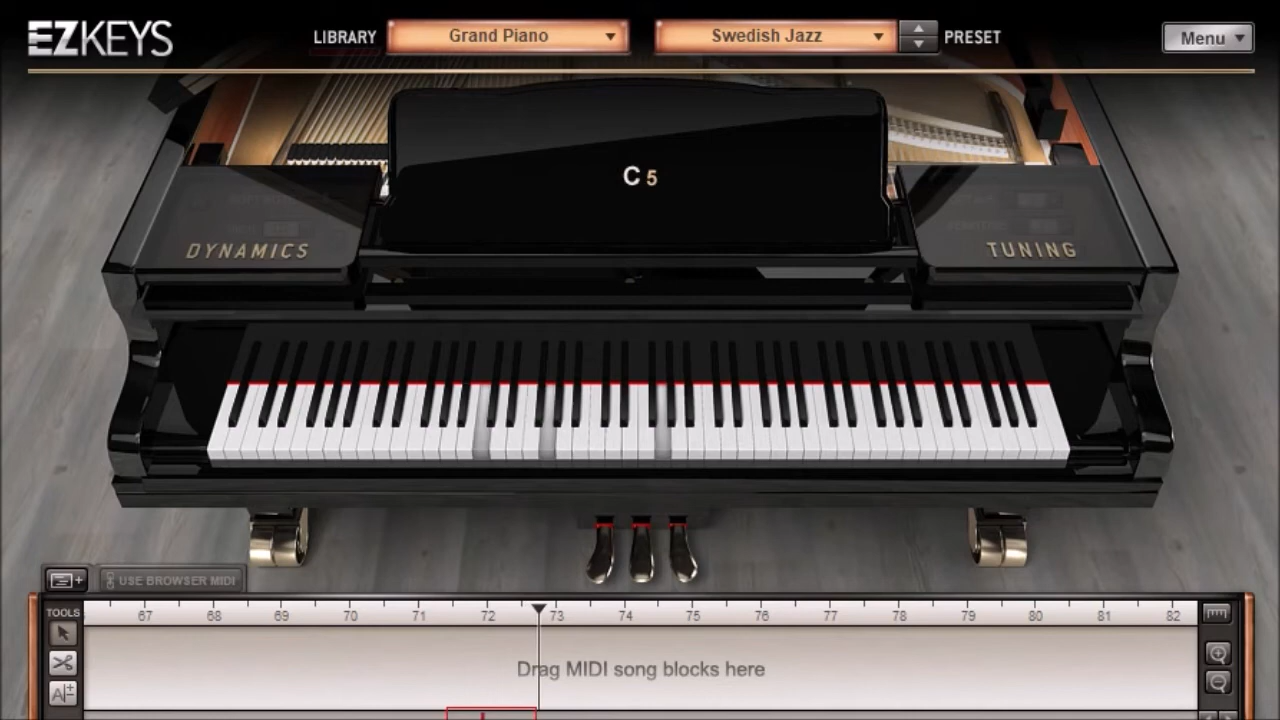 EZKEYS
LIBRARY Grand Piano Swedish Jazz PRESET Menu
C5
DYNAMICS TUNING
USE BROWSER MIDI
TOOLS
67 68 69 70 71 72 73 74 75 76 77 78 79 80 81 82
Drag MIDI song blocks here
A